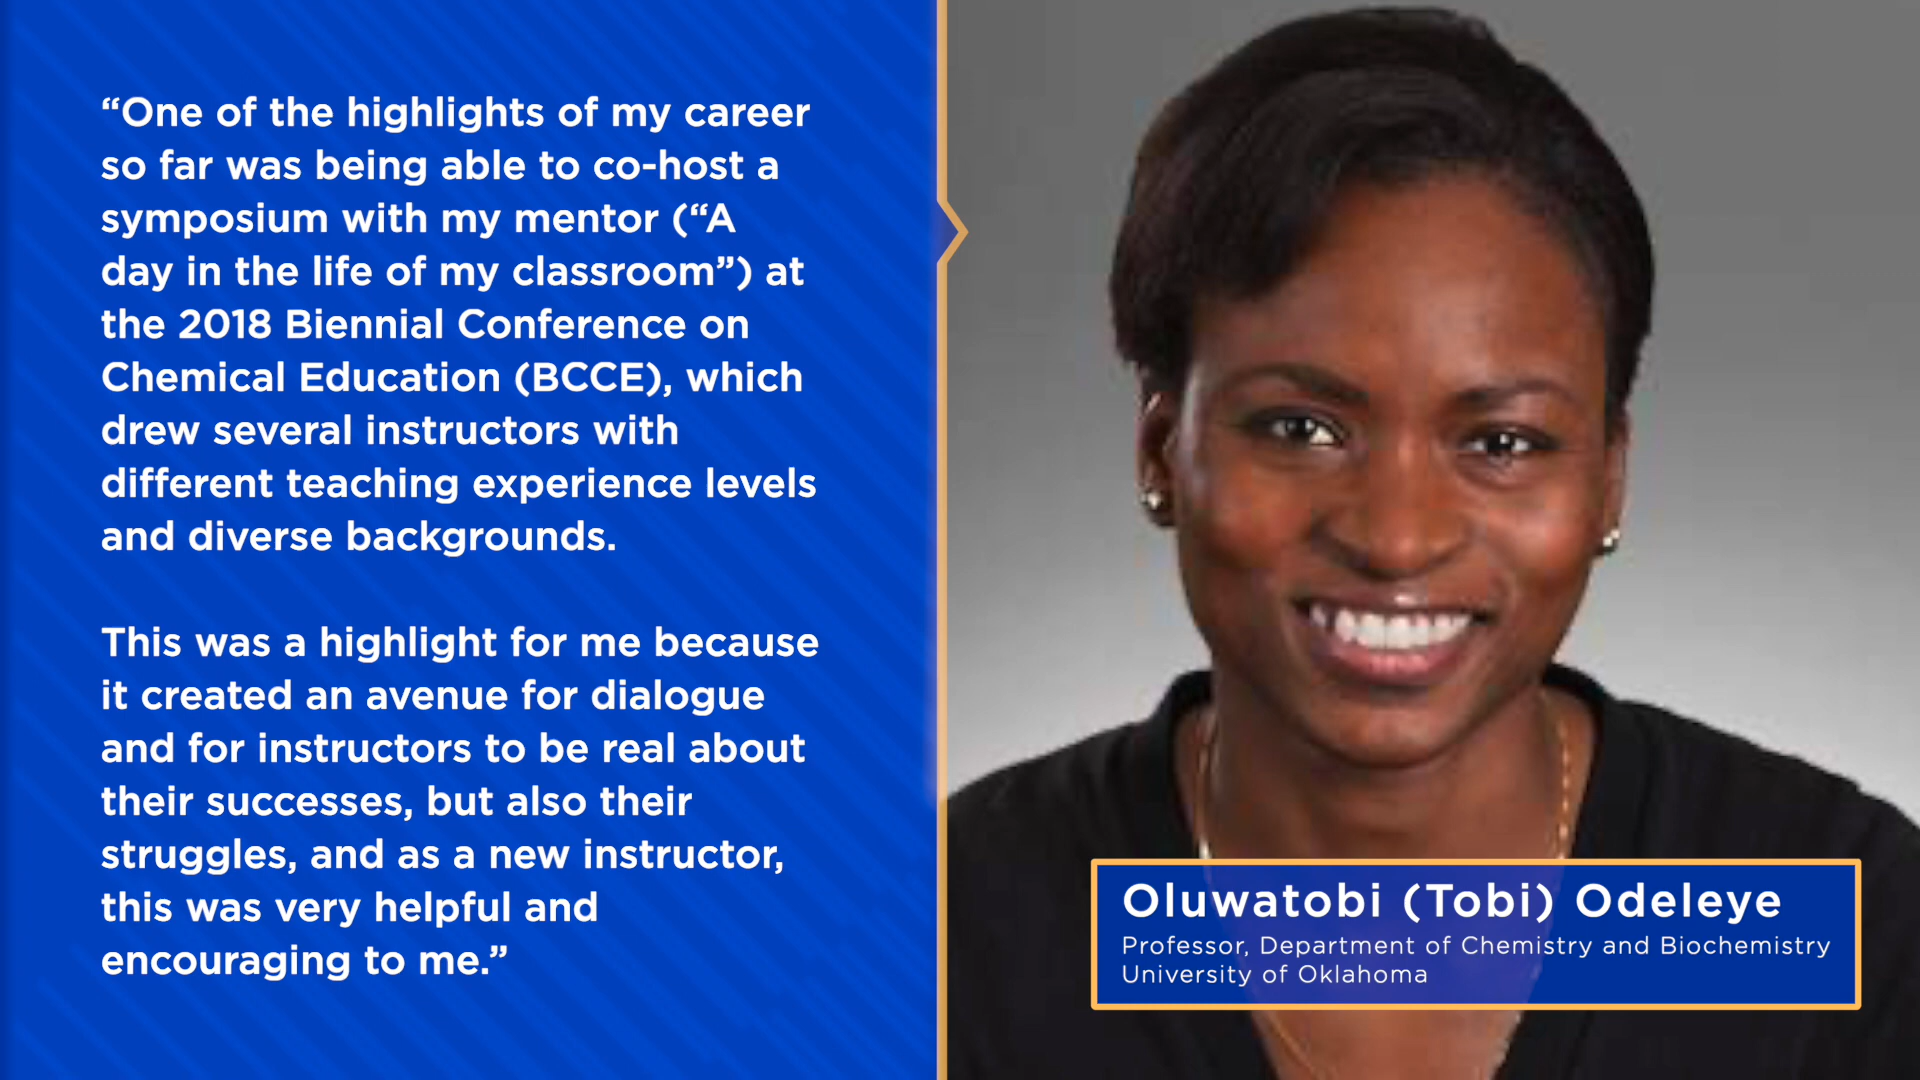 “One of the highlights of my career
so far was being able to co-host a
symposium with my mentor (“A
day in the life of my classroom”) at
the 2018 Biennial Conference on
Chemical Education (BCCE), which
drew several instructors with
different teaching experience levels
and diverse backgrounds.
This was a highlight for me because
it created an avenue for dialogue
and for instructors to be real about
their successes, but also their
struggles, and as a new instructor,
this was very helpful and
encouraging to me.”
Oluwatobi (Tobi) Odeleye
Professor, Department of Chemistry and Biochemistry
University of Oklahoma